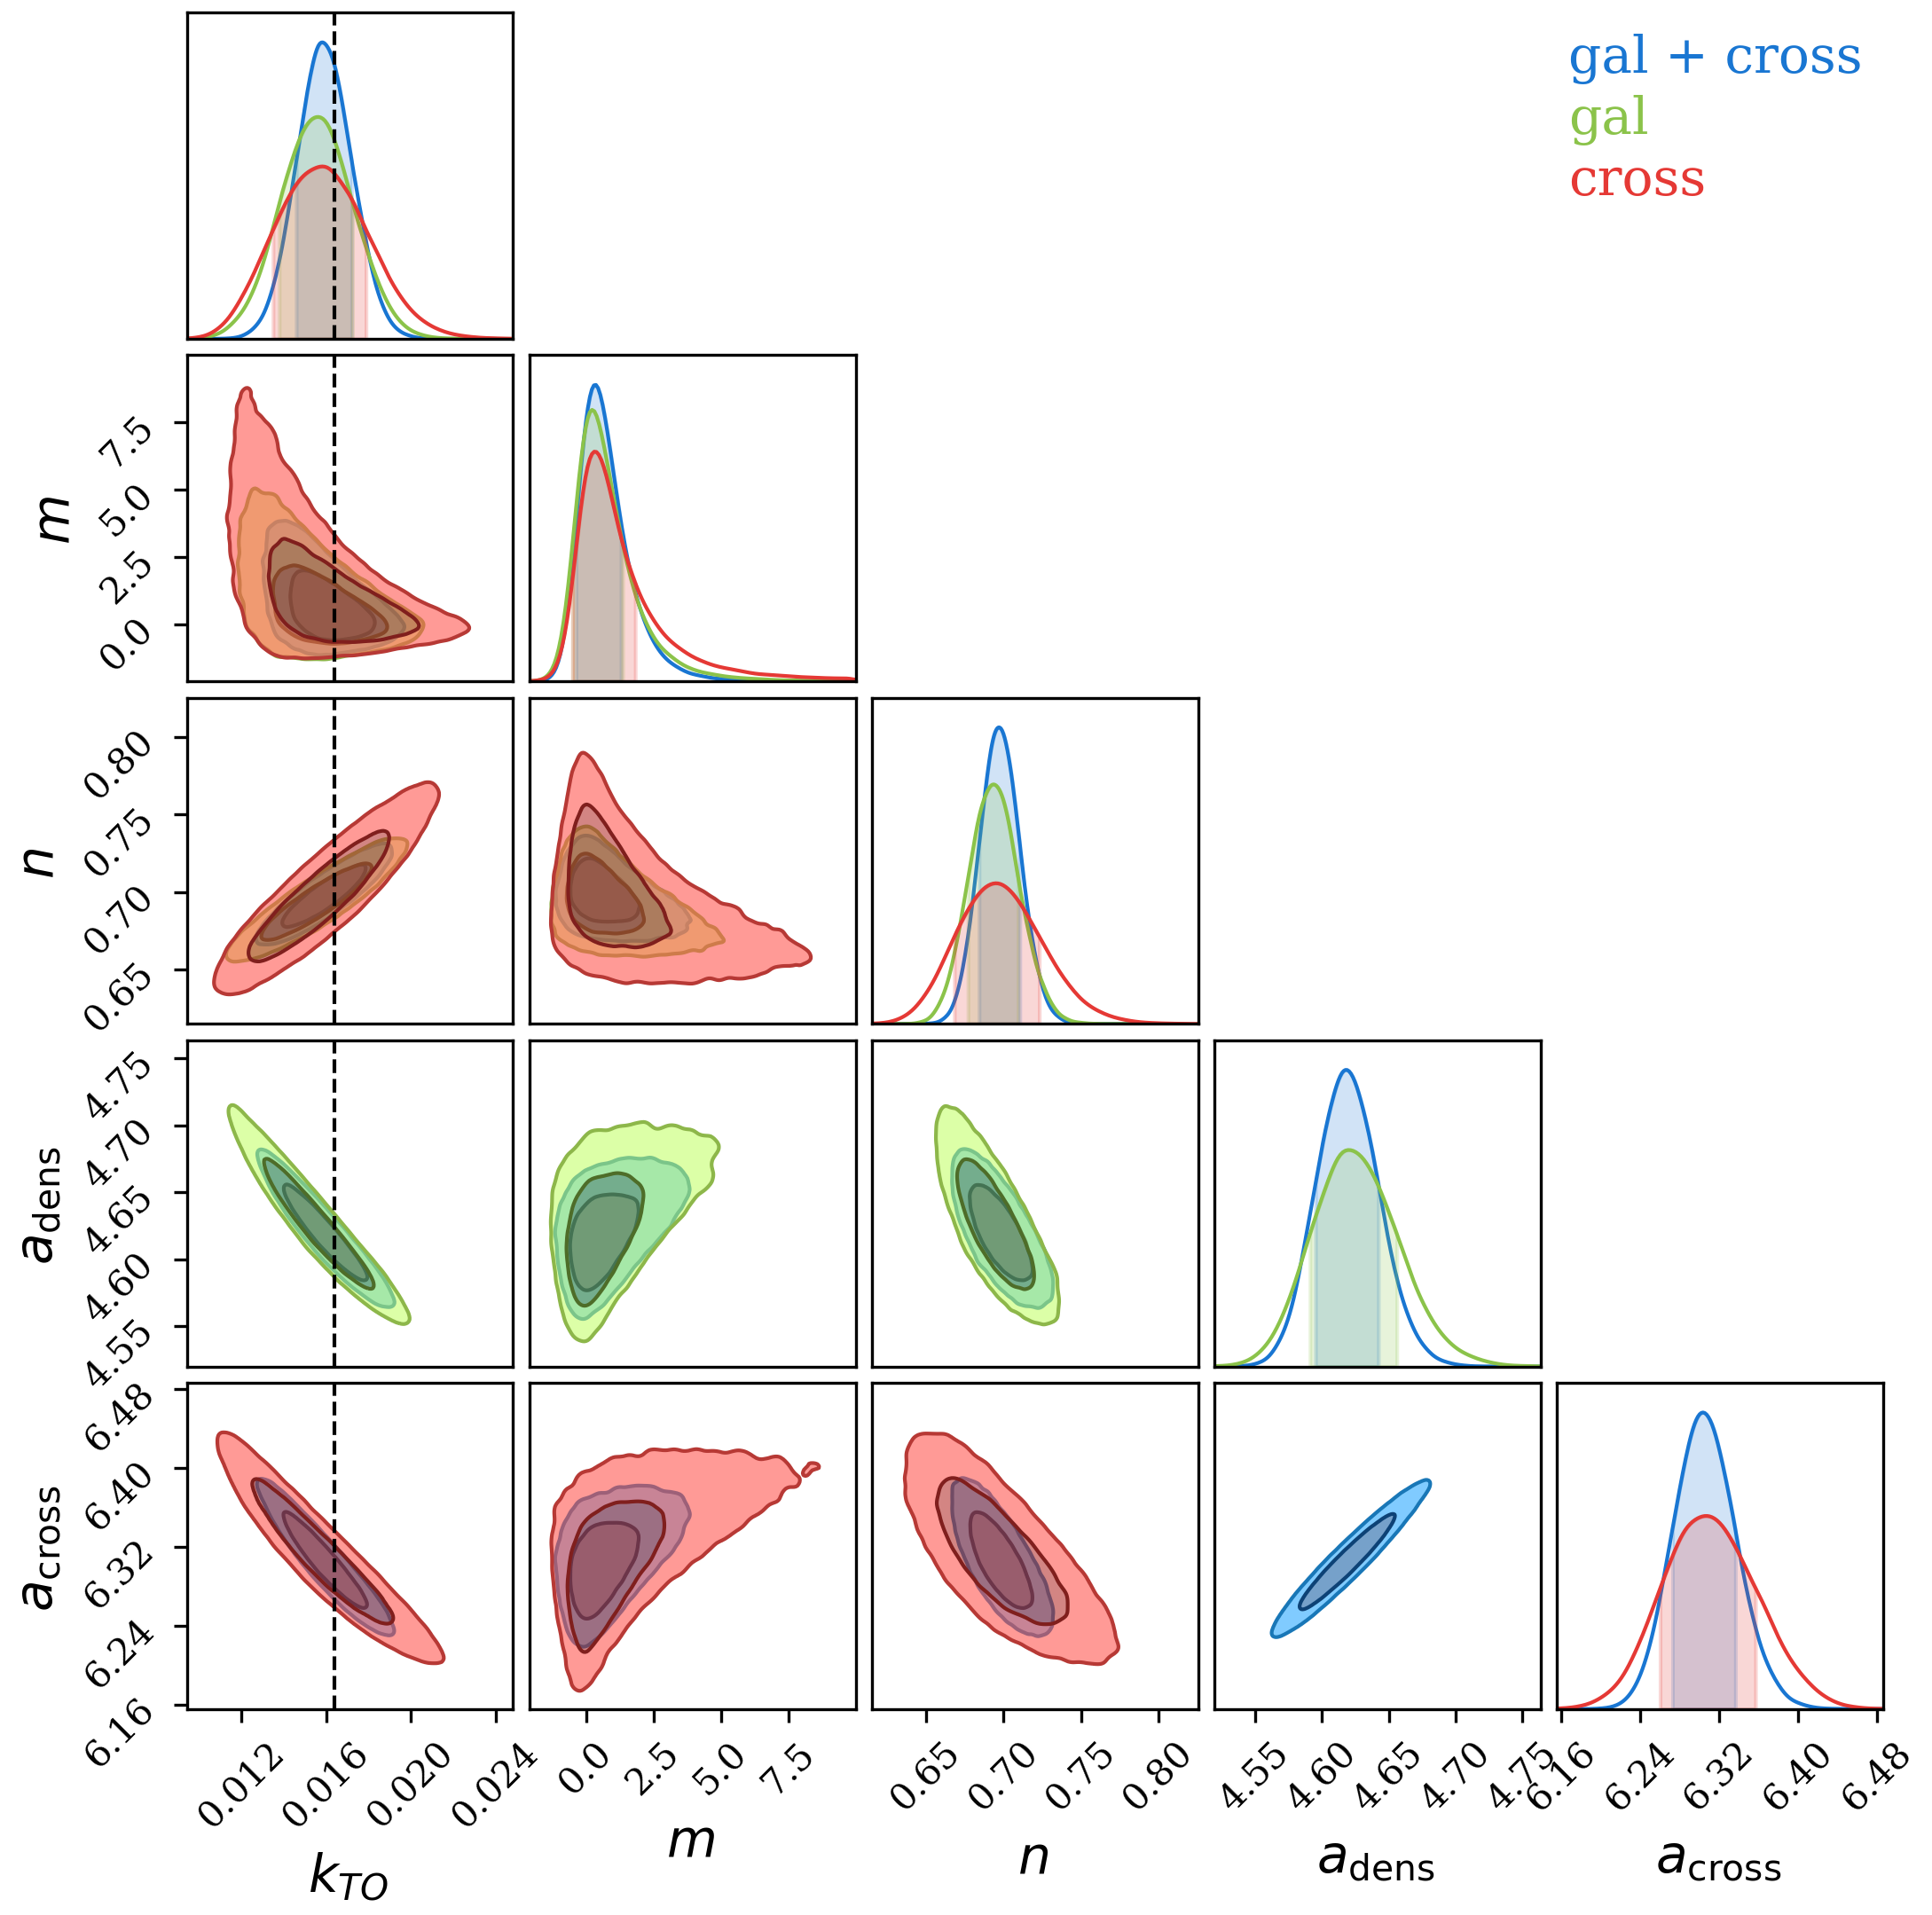 gal + cross
gal
cross
m
7.5
5.0
2.5
0.0
n
0.80
0.75
0.70
0.65
a_dens
4.75
4.70
4.65
4.60
4.55
a_cross
6.48
6.40
6.32
6.24
6.16
0.012 0.016 0.020 0.024 0.0 2.5 5.0 7.5 0.65 0.70 0.75 0.80 4.55 4.60 4.65 4.70 4.75 6.16 6.24 6.32 6.40 6.48
k_TO m n a_dens a_cross